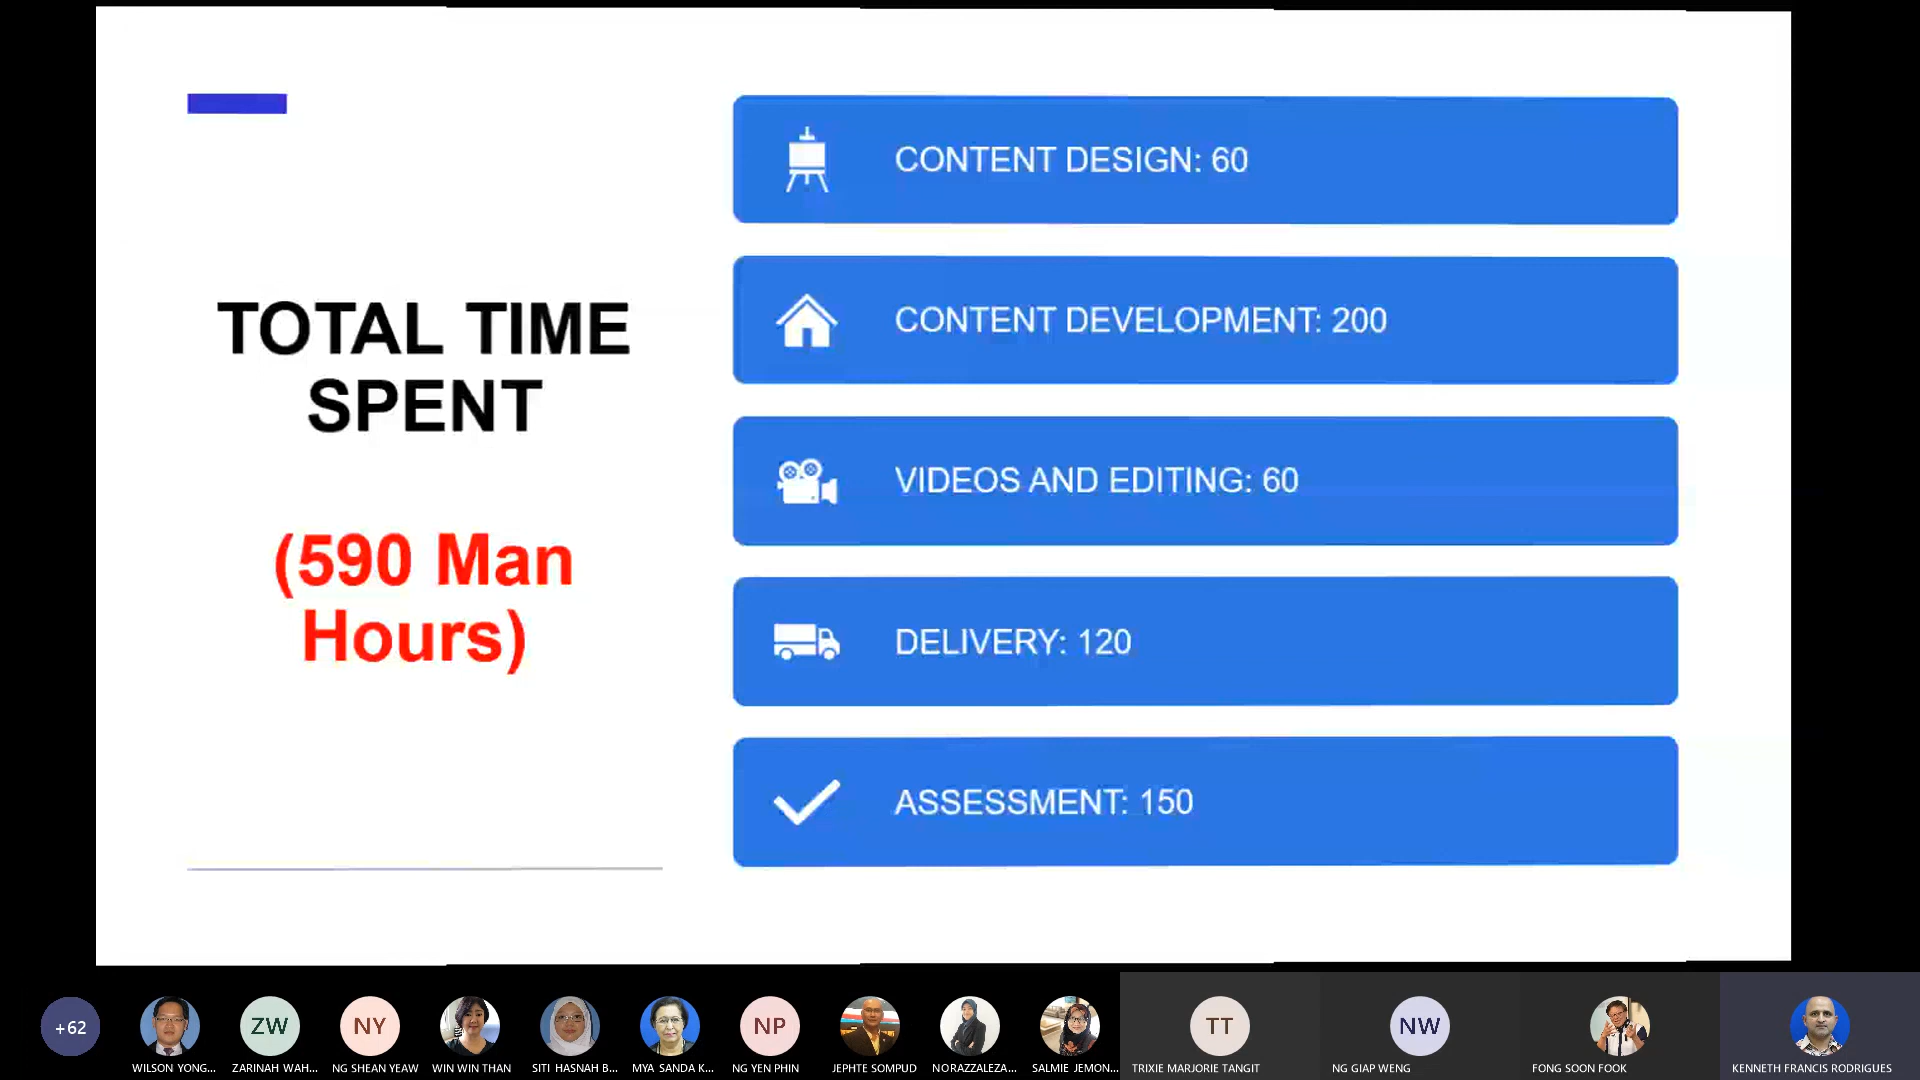 TOTAL TIME
SPENT
(590 Man
Hours)
CONTENT DESIGN: 60
CONTENT DEVELOPMENT: 200
VIDEOS AND EDITING: 60
DELIVERY: 120
ASSESSMENT: 150
+62
ZW
NY
NP
TT
NW
WILSON YONG...
ZARINAH WAH...
NG SHEAN YEAW
WIN WIN THAN
SITI HASNAH B...
MYA SANDA K...
NG YEN PHIN
JEPHTE SOMPUD
NORAZZALEZA...
SALMIE JEMON...
TRIXIE MARJORIE TANGIT
NG GIAP WENG
FONG SOON FOOK
KENNETH FRANCIS RODRIGUES